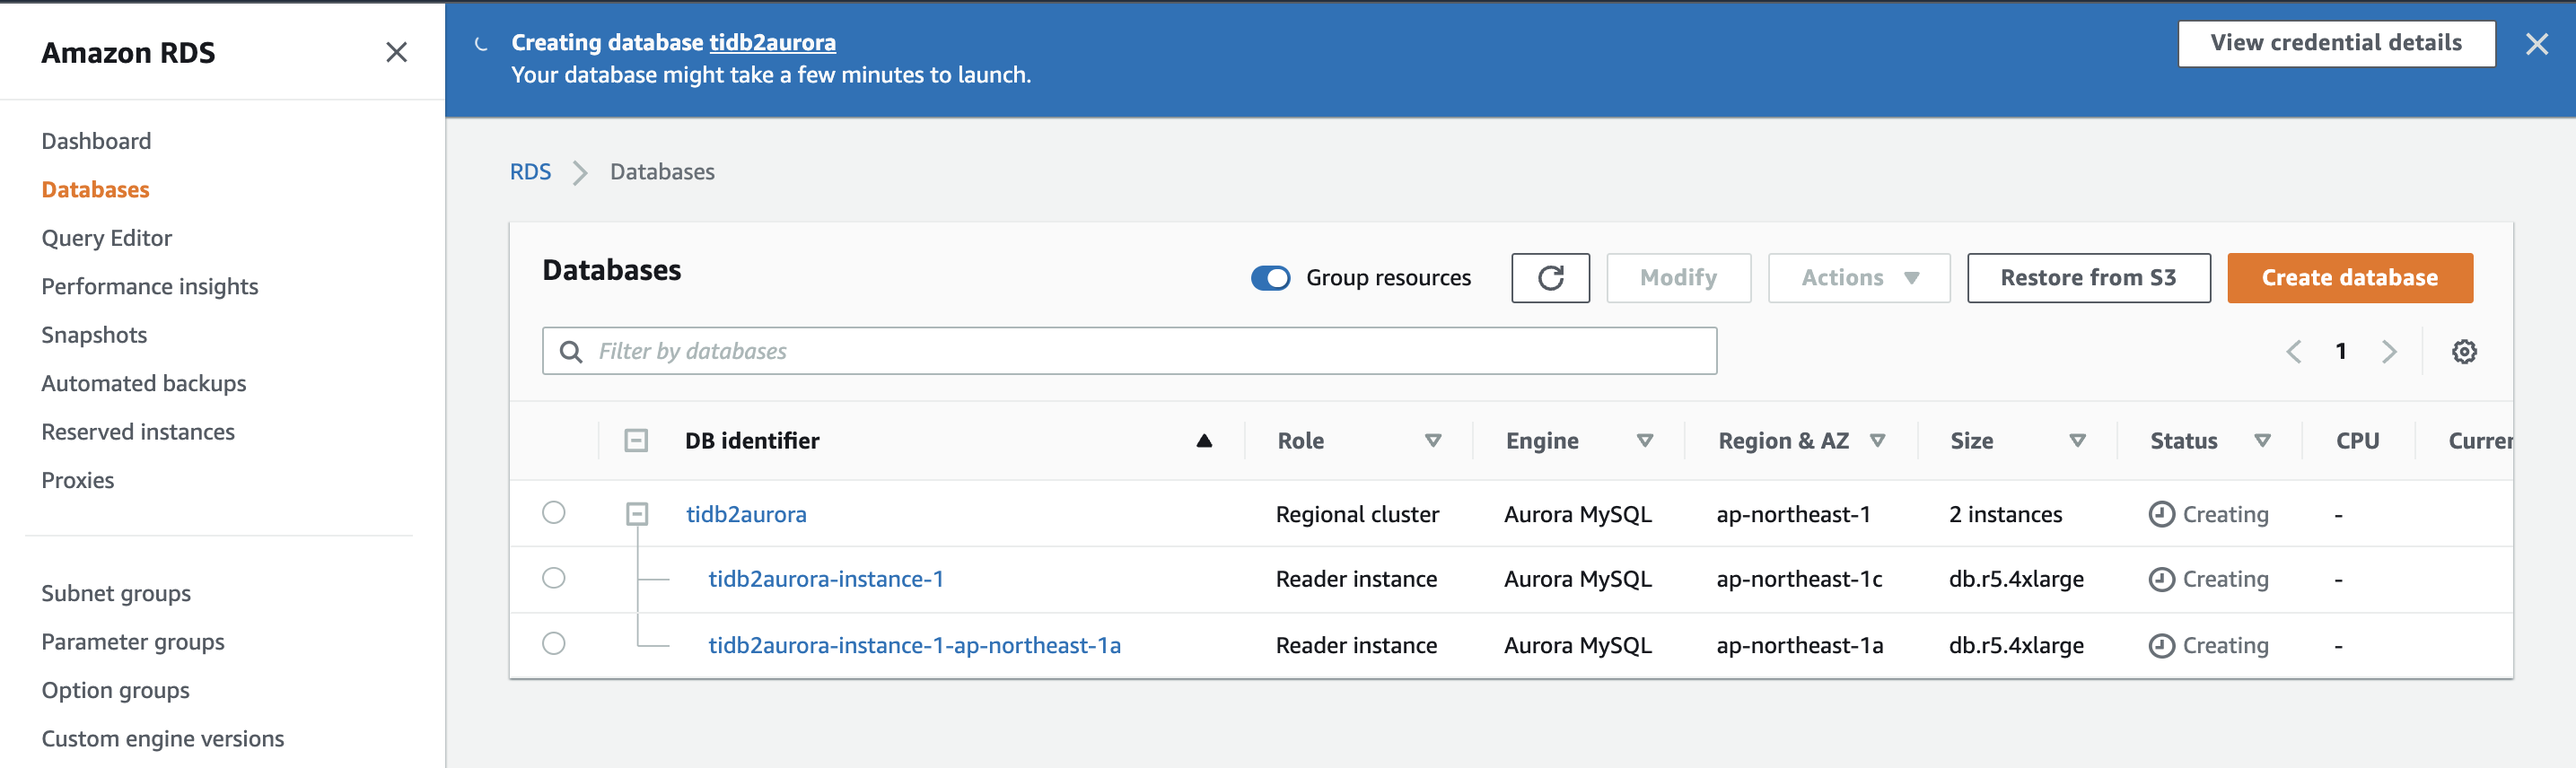 Amazon RDS
Dashboard
Databases
Query Editor
Performance insights
Snapshots
Automated backups
Reserved instances
Proxies
Subnet groups
Parameter groups
Option groups
Custom engine versions
Creating database tidb2aurora
Your database might take a few minutes to launch.
View credential details
RDS Databases
Databases
Group resources Modify Actions Restore from S3 Create database
Filter by databases
1
DB identifier Role Engine Region & AZ Size Status CPU
tidb2aurora Regional cluster Aurora MySQL ap-northeast-1 2 instances Creating -
tidb2aurora-instance-1 Reader instance Aurora MySQL ap-northeast-1c db.r5.4xlarge Creating -
tidb2aurora-instance-1-ap-northeast-1a Reader instance Aurora MySQL ap-northeast-1a db.r5.4xlarge Creating -